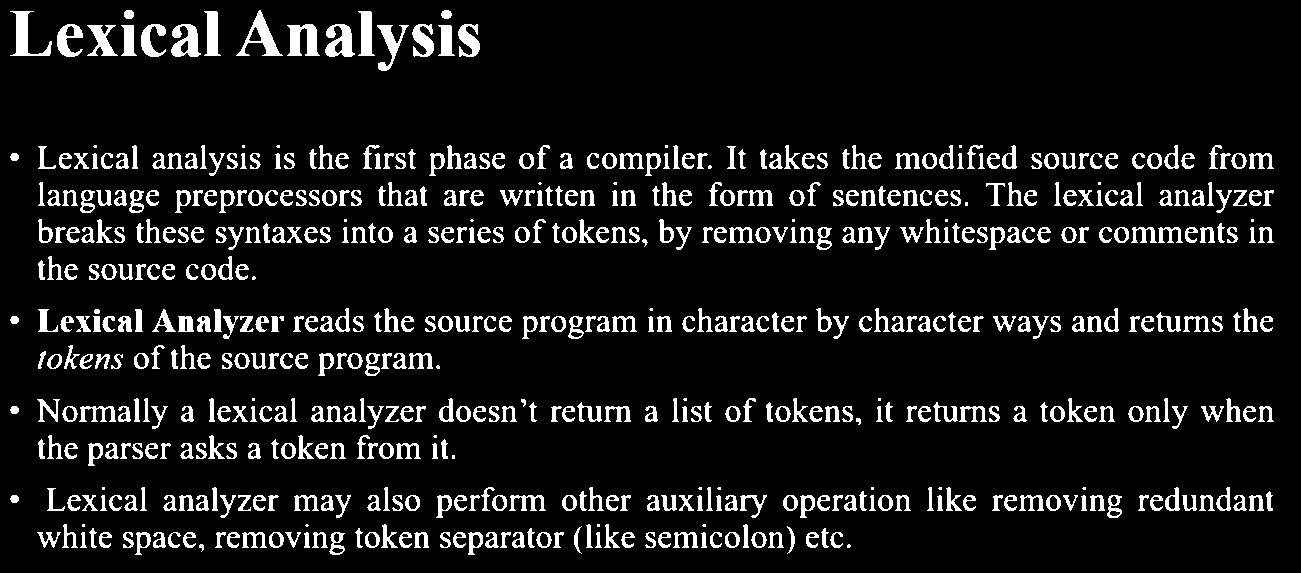 Lexical Analysis
• Lexical analysis is the first phase of a compiler. It takes the modified source code from
language preprocessors that are written in the form of sentences. The lexical analyzer
breaks these syntaxes into a series of tokens, by removing any whitespace or comments in
the source code.
• Lexical Analyzer reads the source program in character by character ways and returns the
tokens of the source program.
• Normally a lexical analyzer doesn't return a list of tokens, it returns a token only when
the parser asks a token from it.
• Lexical analyzer may also perform other auxiliary operation like removing redundant
white space, removing token separator (like semicolon) etc.